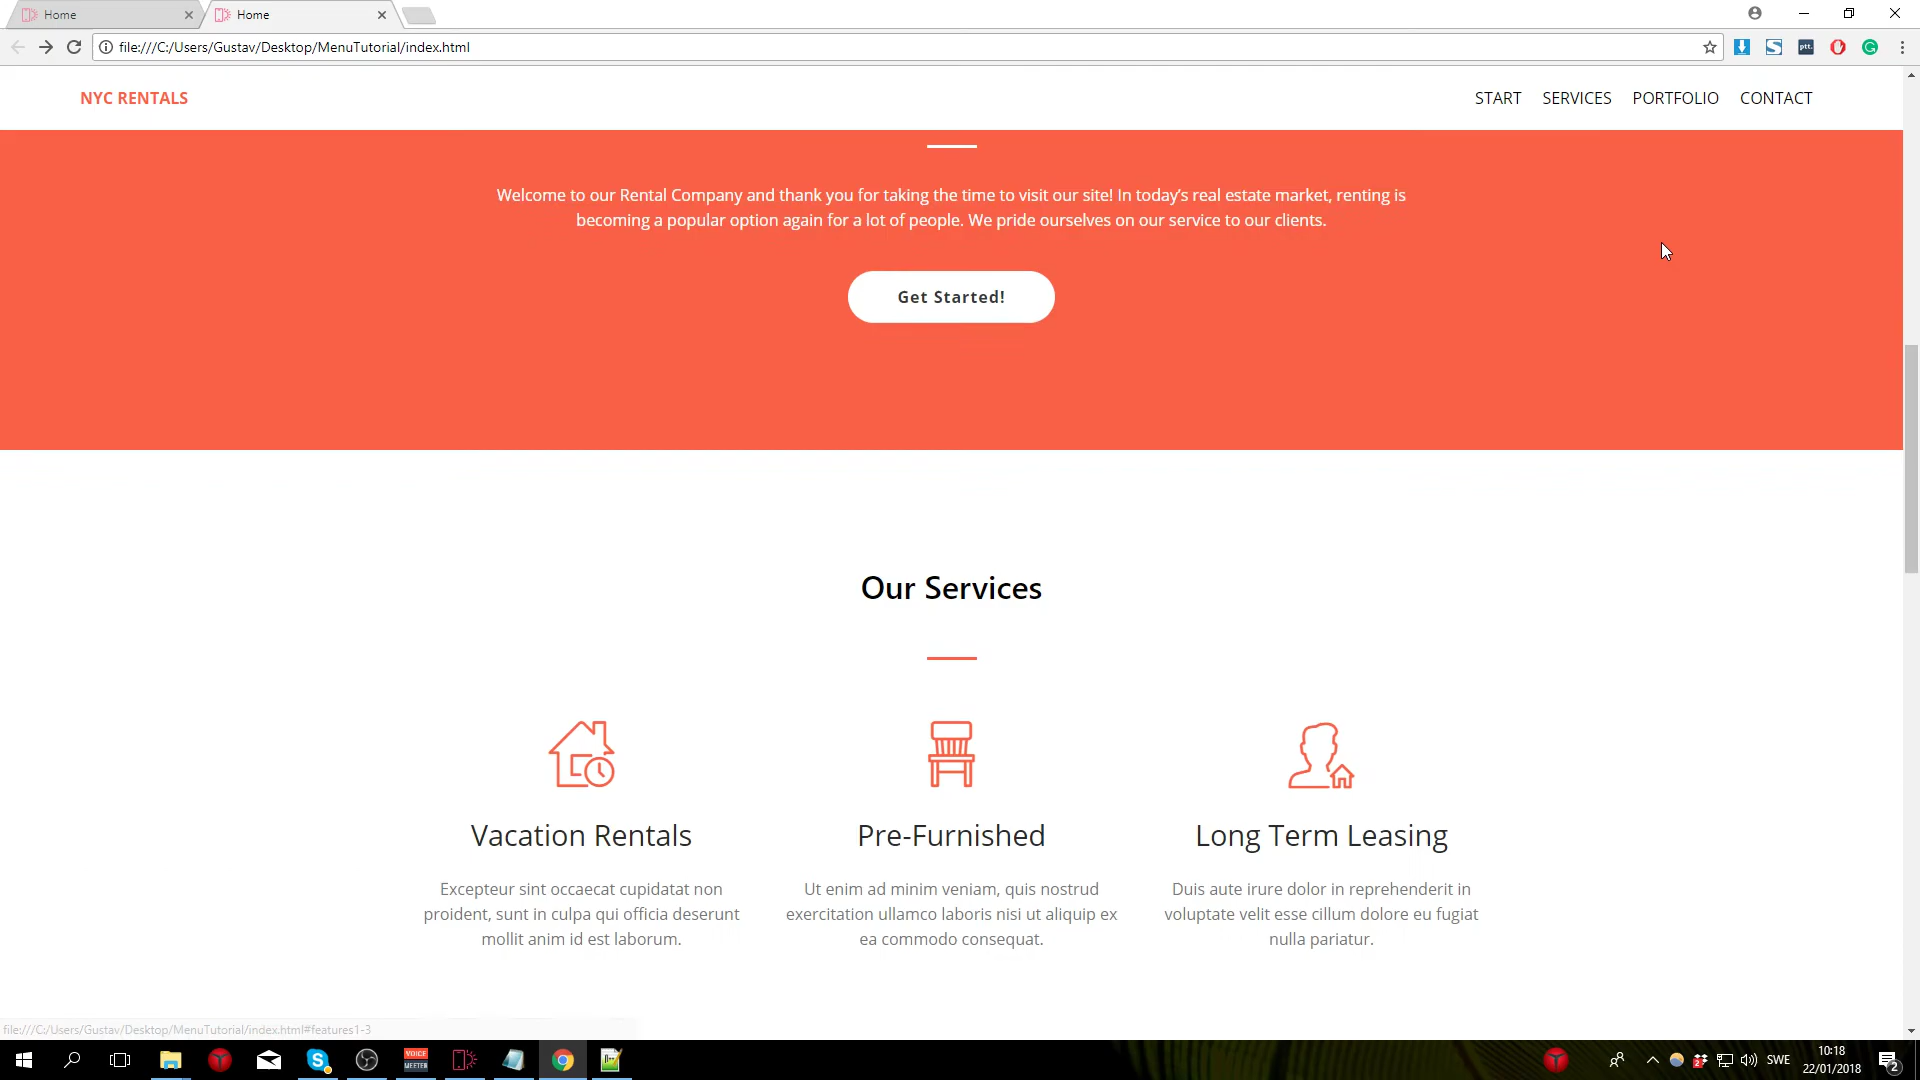 Home
Home
file:///C:/Users/Gustav/Desktop/MenuTutorial/index.html
ptt.
NYC RENTALS
START SERVICES PORTFOLIO CONTACT
Welcome to our Rental Company and thank you for taking the time to visit our site! In today’s real estate market, renting is
becoming a popular option again for a lot of people. We pride ourselves on our service to our clients.
Get Started!
Our Services
Vacation Rentals
Excepteur sint occaecat cupidatat non
proident, sunt in culpa qui officia deserunt
mollit anim id est laborum.
Pre-Furnished
Ut enim ad minim veniam, quis nostrud
exercitation ullamco laboris nisi ut aliquip ex
ea commodo consequat.
Long Term Leasing
Duis aute irure dolor in reprehenderit in
voluptate velit esse cillum dolore eu fugiat
nulla pariatur.
file:///C:/Users/Gustav/Desktop/MenuTutorial/index.html#features1-3
VOICE
MEETER
SWE
10:18
22/01/2018
2